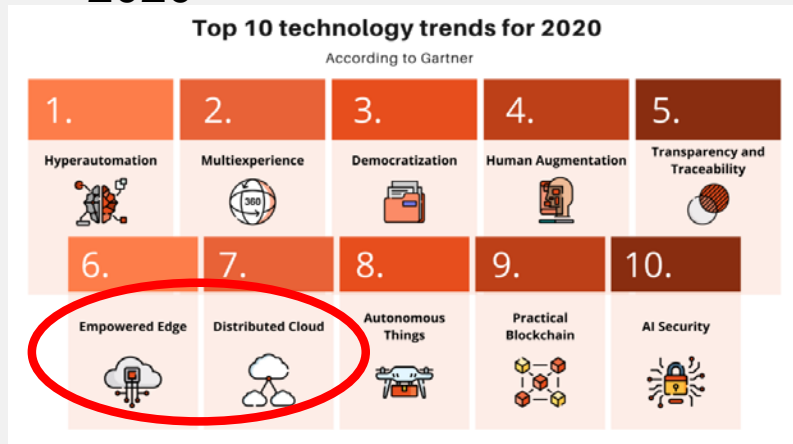 Top 10 technology trends for 2020
According to Gartner
1.
2.
3.
4.
5.
Hyperautomation
Multiexperience
Democratization
Human Augmentation
Transparency and
Traceability
360
6.
7.
8.
9.
10.
Empowered Edge
Distributed Cloud
Autonomous
Things
Practical
Blockchain
AI Security